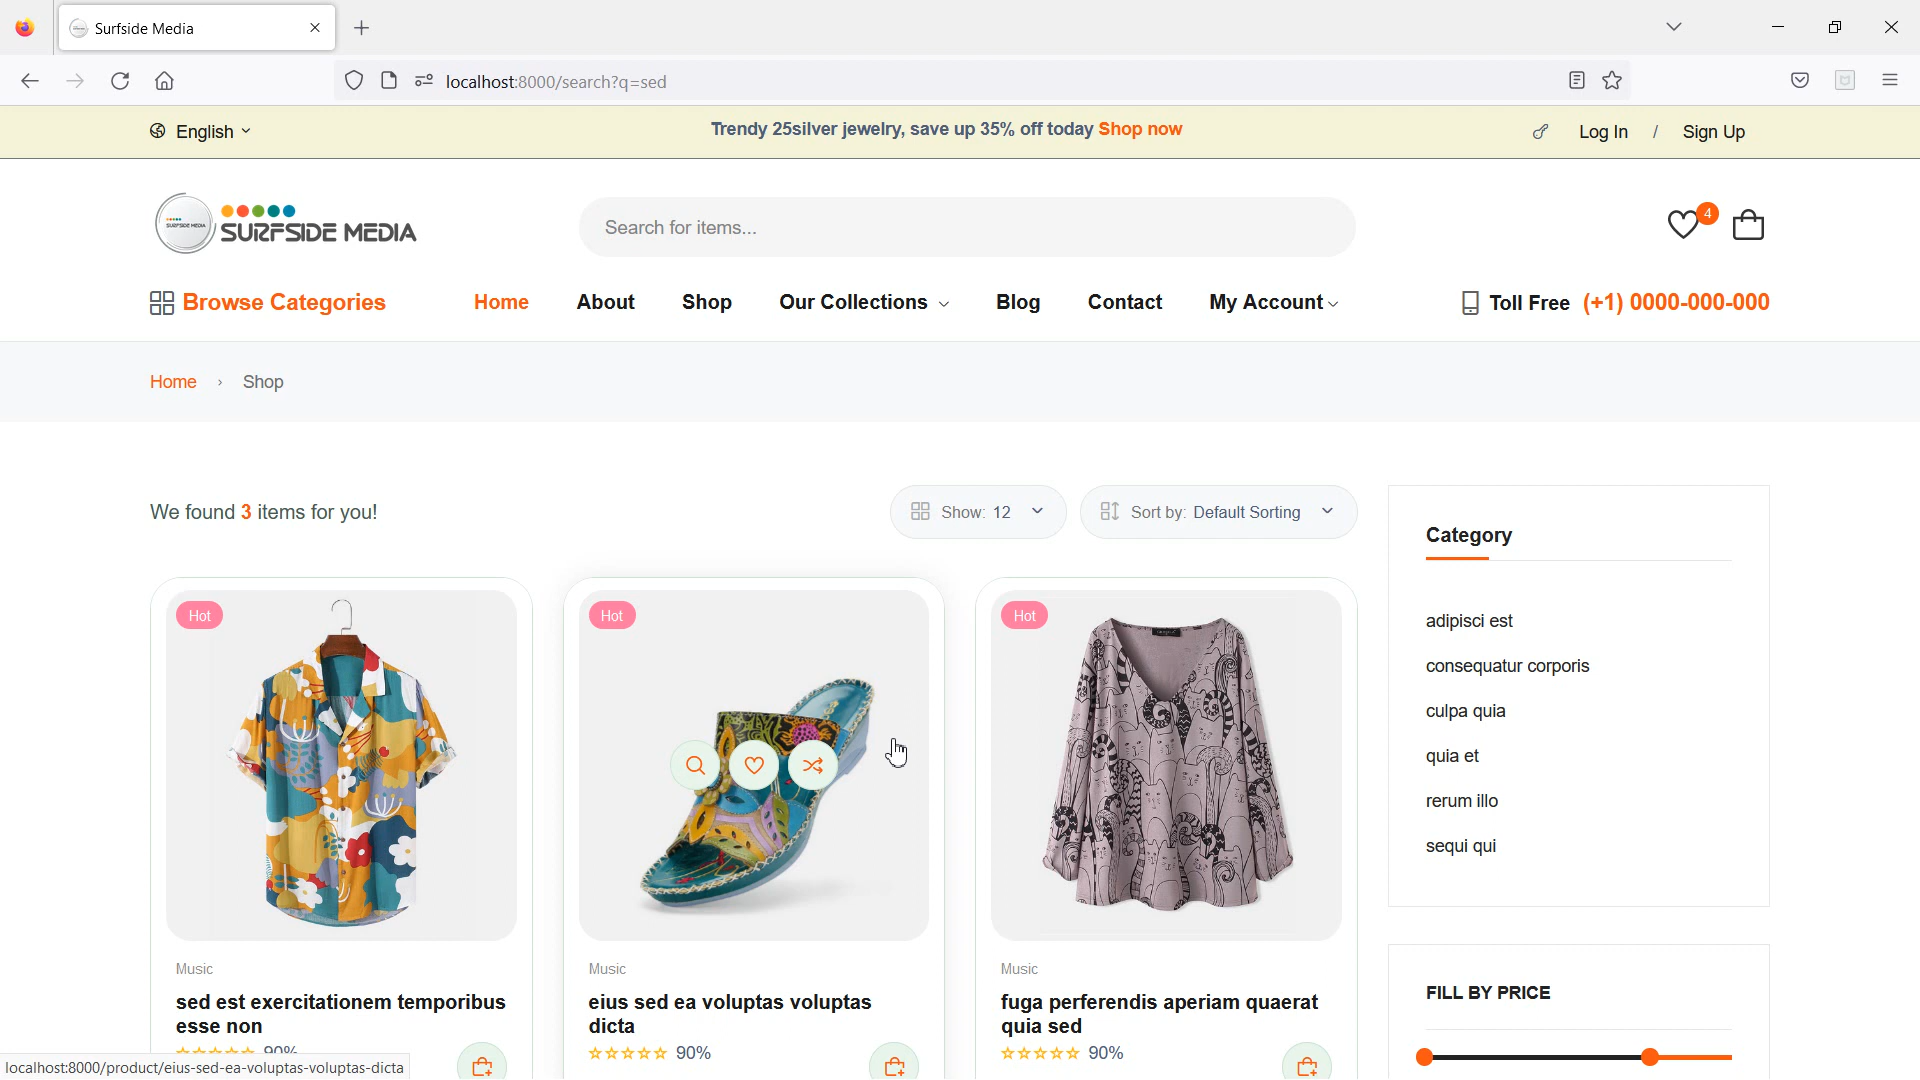 Surfside Media
localhost:8000/search?q=sed
English
Trendy 25silver jewelry, save up 35% off today Shop now
Log In / Sign Up
SURFSIDE MEDIA
SURFSIDE MEDIA
Search for items...
4
Browse Categories
Home
About
Shop
Our Collections
Blog
Contact
My Account
Toll Free (+1) 0000-000-000
Home › Shop
We found 3 items for you!
Show: 12
Sort by: Default Sorting
Category
adipisci est
consequatur corporis
culpa quia
quia et
rerum illo
sequi qui
Hot
Hot
Hot
Music
sed est exercitationem temporibus
esse non
90%
Music
eius sed ea voluptas voluptas
dicta
90%
Music
fuga perferendis aperiam quaerat
quia sed
90%
FILL BY PRICE
localhost:8000/product/eius-sed-ea-voluptas-voluptas-dicta